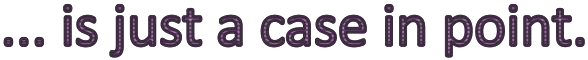 ... is just a case in point.